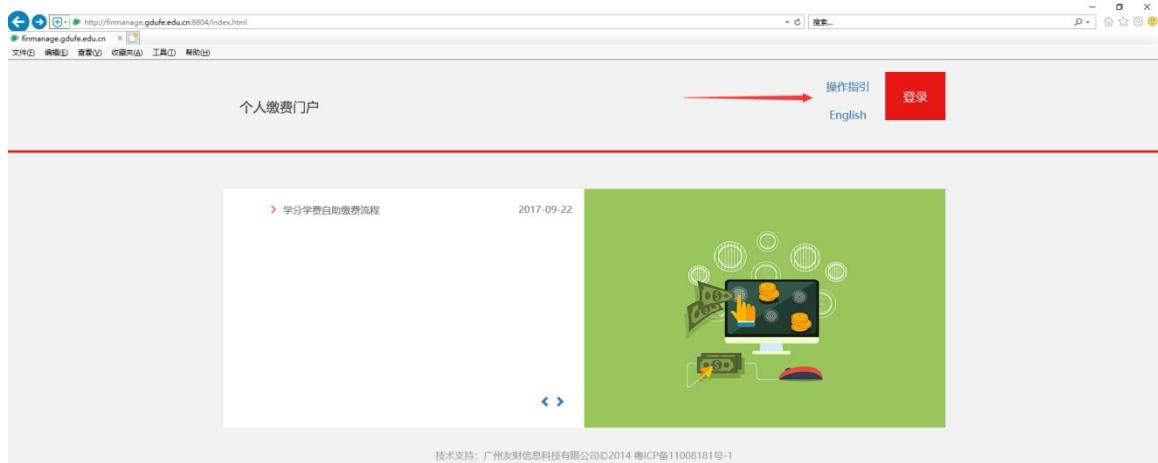 http://finmanage.gdufe.edu.cn:8804/index.html
搜索...
finmanage.gdufe.edu.cn
文件(F) 编辑(E) 查看(V) 收藏夹(A) 工具(T) 帮助(H)
个人缴费门户
操作指引
English
登录
学分学费自助缴费流程 2017-09-22
技术支持：广州友财信息科技有限公司©2014 粤ICP备11008181号-1